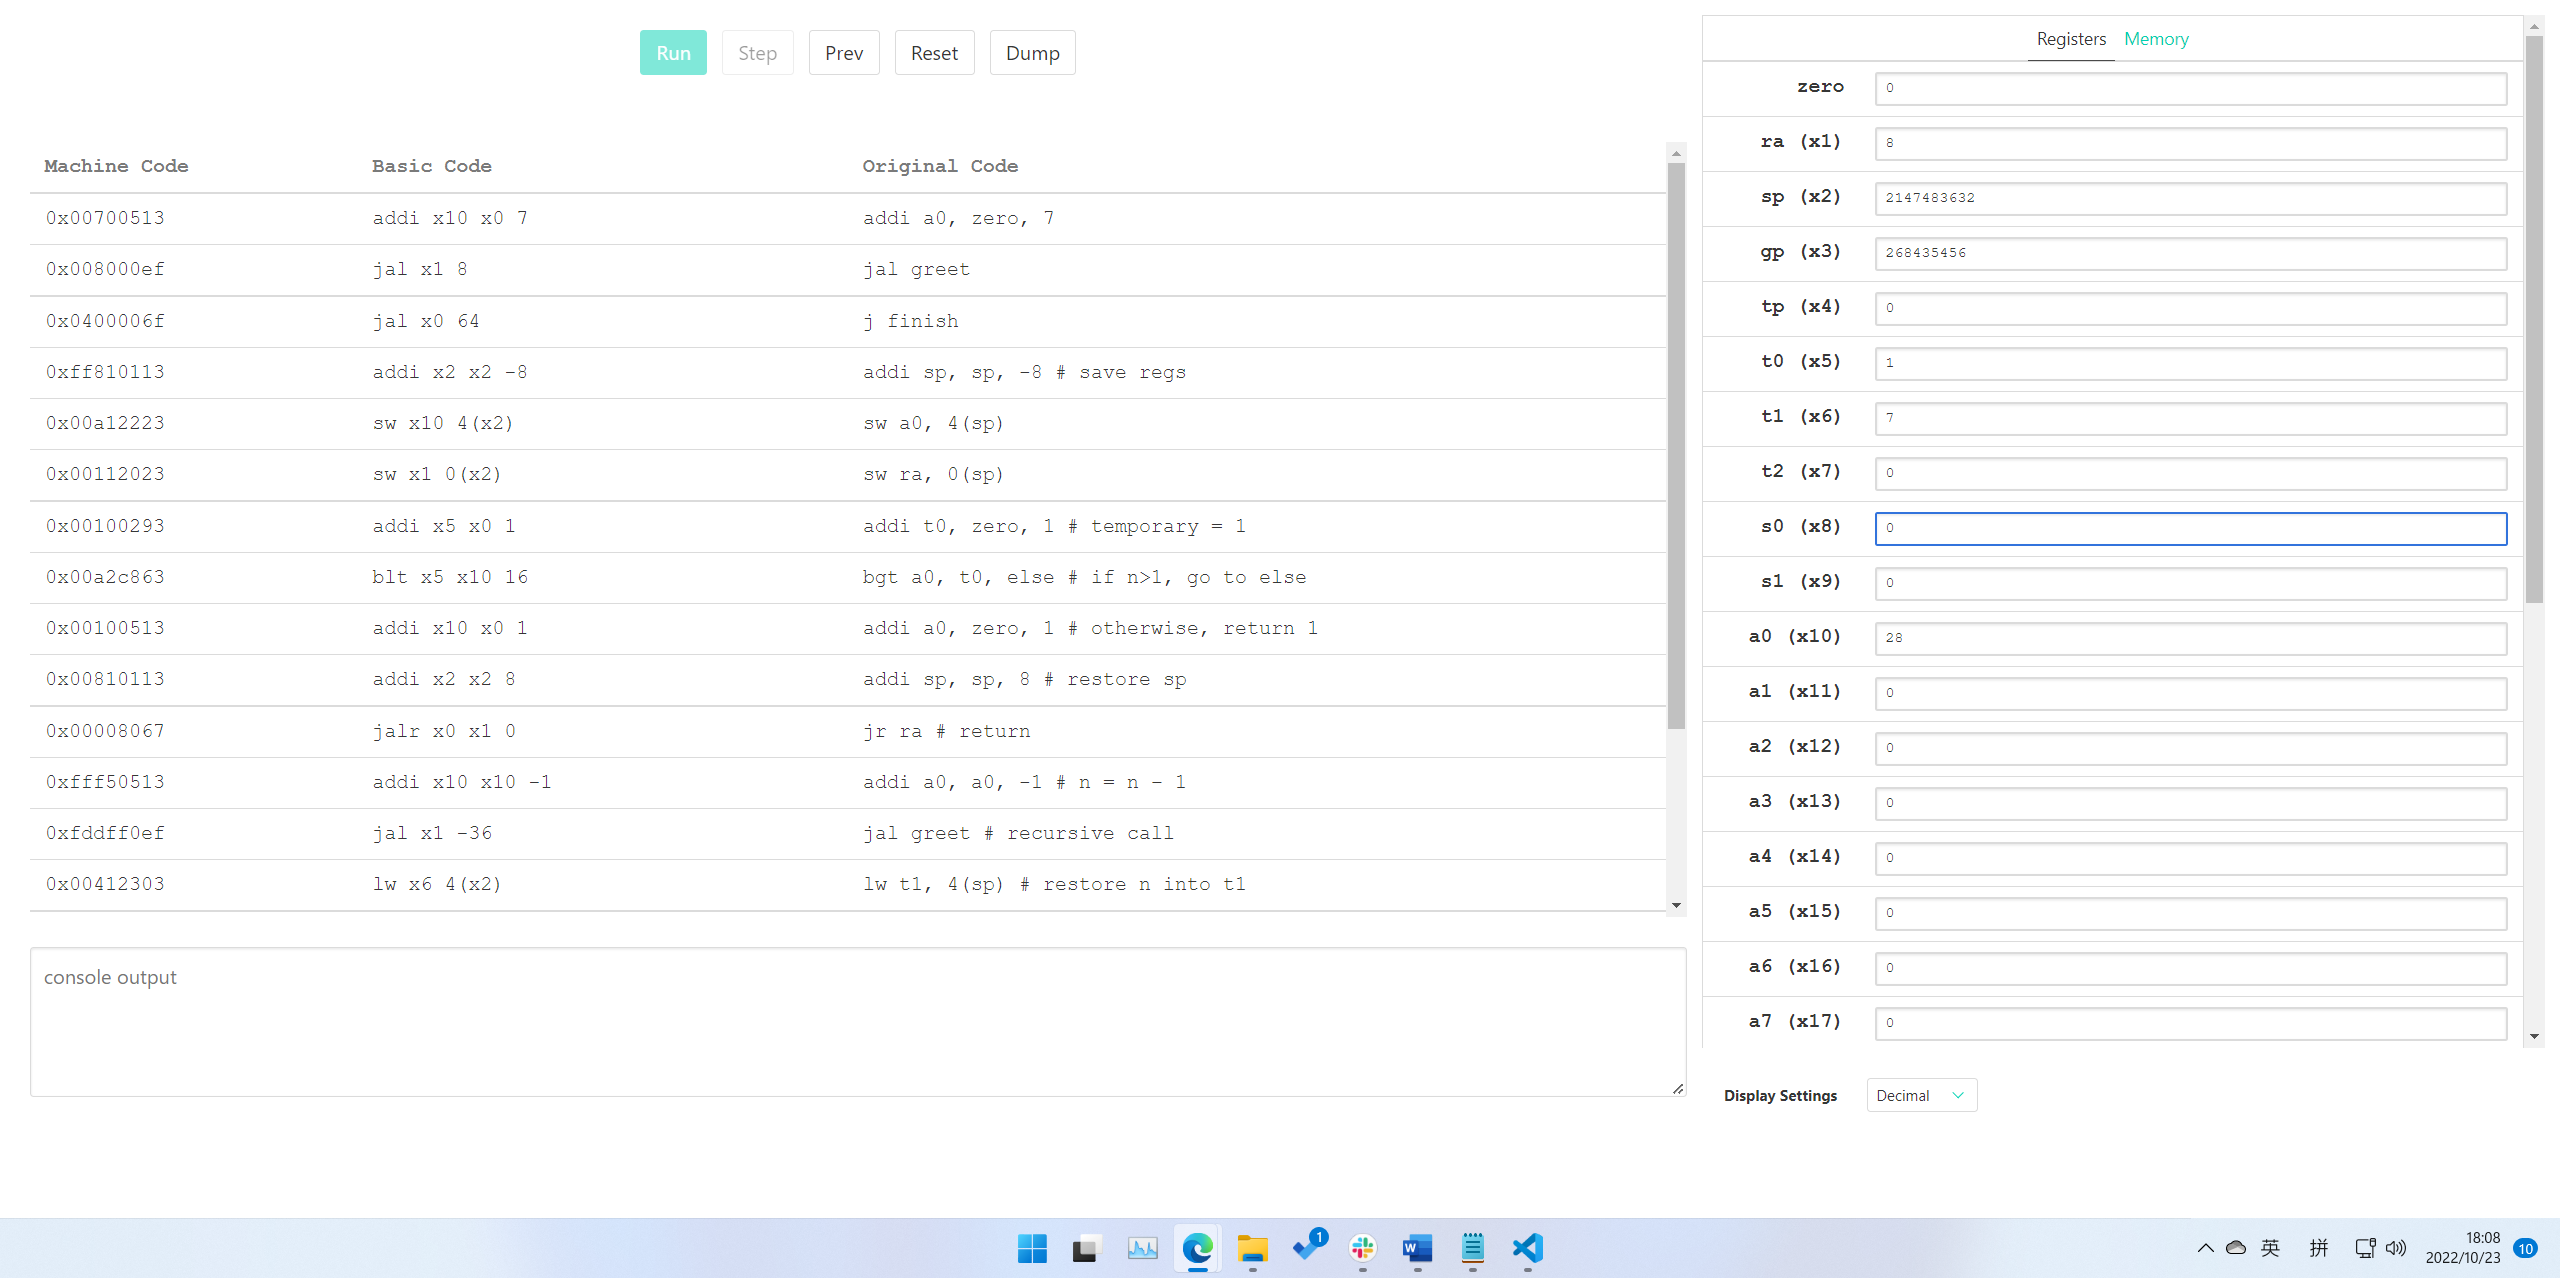 Run Step Prev Reset Dump
Machine Code Basic Code Original Code
0x00700513 addi x10 x0 7 addi a0, zero, 7
0x008000ef jal x1 8 jal greet
0x0400006f jal x0 64 j finish
0xff810113 addi x2 x2 -8 addi sp, sp, -8 # save regs
0x00a12223 sw x10 4(x2) sw a0, 4(sp)
0x00112023 sw x1 0(x2) sw ra, 0(sp)
0x00100293 addi x5 x0 1 addi t0, zero, 1 # temporary = 1
0x00a2c863 blt x5 x10 16 bgt a0, t0, else # if n>1, go to else
0x00100513 addi x10 x0 1 addi a0, zero, 1 # otherwise, return 1
0x00810113 addi x2 x2 8 addi sp, sp, 8 # restore sp
0x00008067 jalr x0 x1 0 jr ra # return
0xfff50513 addi x10 x10 -1 addi a0, a0, -1 # n = n - 1
0xfddff0ef jal x1 -36 jal greet # recursive call
0x00412303 lw x6 4(x2) lw t1, 4(sp) # restore n into t1
console output
Registers Memory
zero 0
ra (x1) 8
sp (x2) 2147483632
gp (x3) 268435456
tp (x4) 0
t0 (x5) 1
t1 (x6) 7
t2 (x7) 0
s0 (x8) 0
s1 (x9) 0
a0 (x10) 28
a1 (x11) 0
a2 (x12) 0
a3 (x13) 0
a4 (x14) 0
a5 (x15) 0
a6 (x16) 0
a7 (x17) 0
Display Settings Decimal
1
W
英 拼 18:08
2022/10/23 10